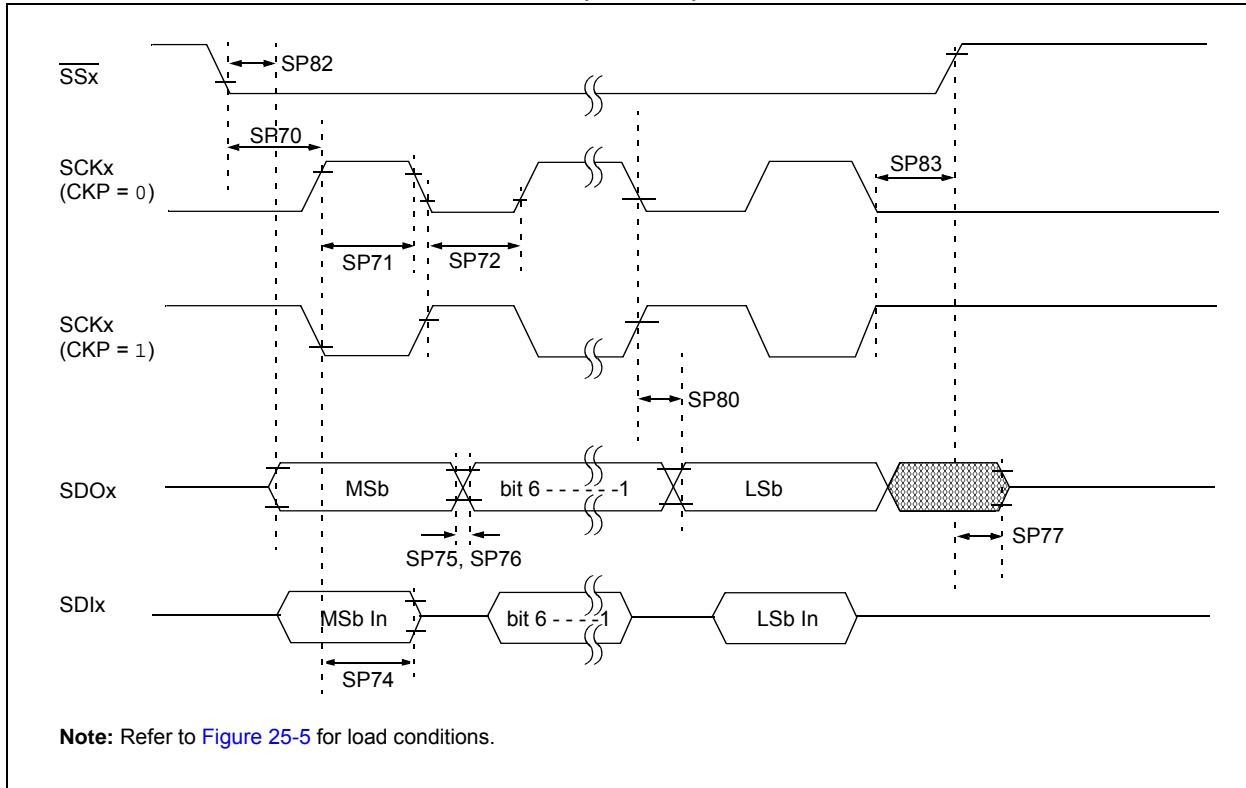 SSx
SP82
SP70
SCKx
(CKP = 0)
SP83
SP71
SP72
SCKx
(CKP = 1)
SP80
SDOx
MSb
bit 6 - - - - - - -1
LSb
SP75, SP76
SP77
SDIx
MSb In
bit 6 - - - -1
LSb In
SP74
Note: Refer to Figure 25-5 for load conditions.